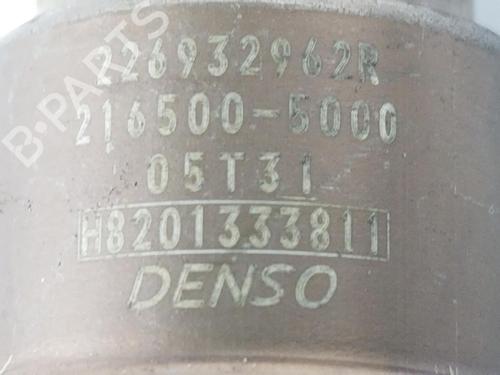 226932962R
216500-5000
05T31
H8201333811
DENSO
B-PARTS